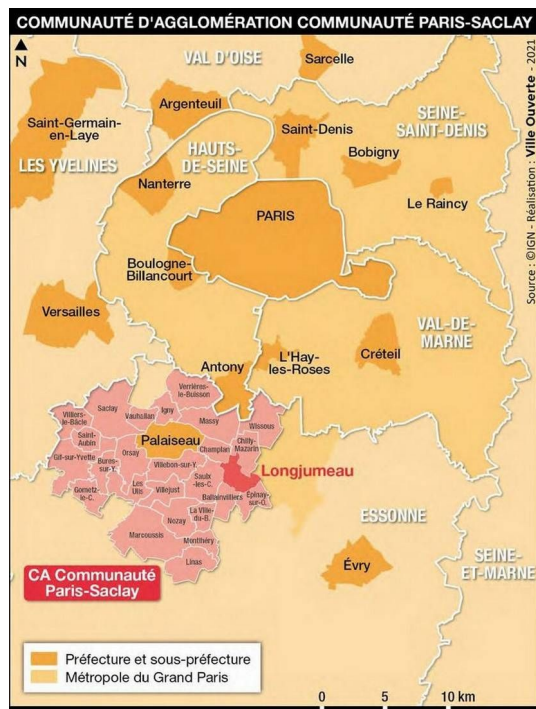 COMMUNAUTÉ D'AGGLOMÉRATION COMMUNAUTÉ PARIS-SACLAY
N
VAL D'OISE
Sarcelle
Argenteuil
Saint-Germain-
en-Laye
Saint-Denis
SEINE-
SAINT-DENIS
HAUTS-
DE-SEINE
Bobigny
LES YVELINES
Nanterre
Le Raincy
PARIS
Boulogne-
Billancourt
Versailles
VAL-DE-
MARNE
Créteil
L'Hay-
les-Roses
Antony
Verrières-
le-Buisson
Villiers-
le-Bâcle
Saclay
Vauhallan
Igny
Massy
Wissous
Saint-
Aubin
Palaiseau
Champlan
Chilly-
Mazarin
Gif-sur-Yvette
Bures-
sur-Y.
Orsay
Villebon-sur-Y.
Longjumeau
Gometz-
le-C.
Les
Ulis
Villejust
Saulx
-les-C.
Ballainvilliers
Épinay-
sur-O.
La Ville-
du-B.
Nozay
Marcoussis
Montlhéry
Linas
ESSONNE
SEINE-
ET-MARNE
Évry
CA Communauté
Paris-Saclay
Préfecture et sous-préfecture
Métropole du Grand Paris
0 5 10 km
Source : ©IGN - Réalisation : Ville Ouverte - 2021